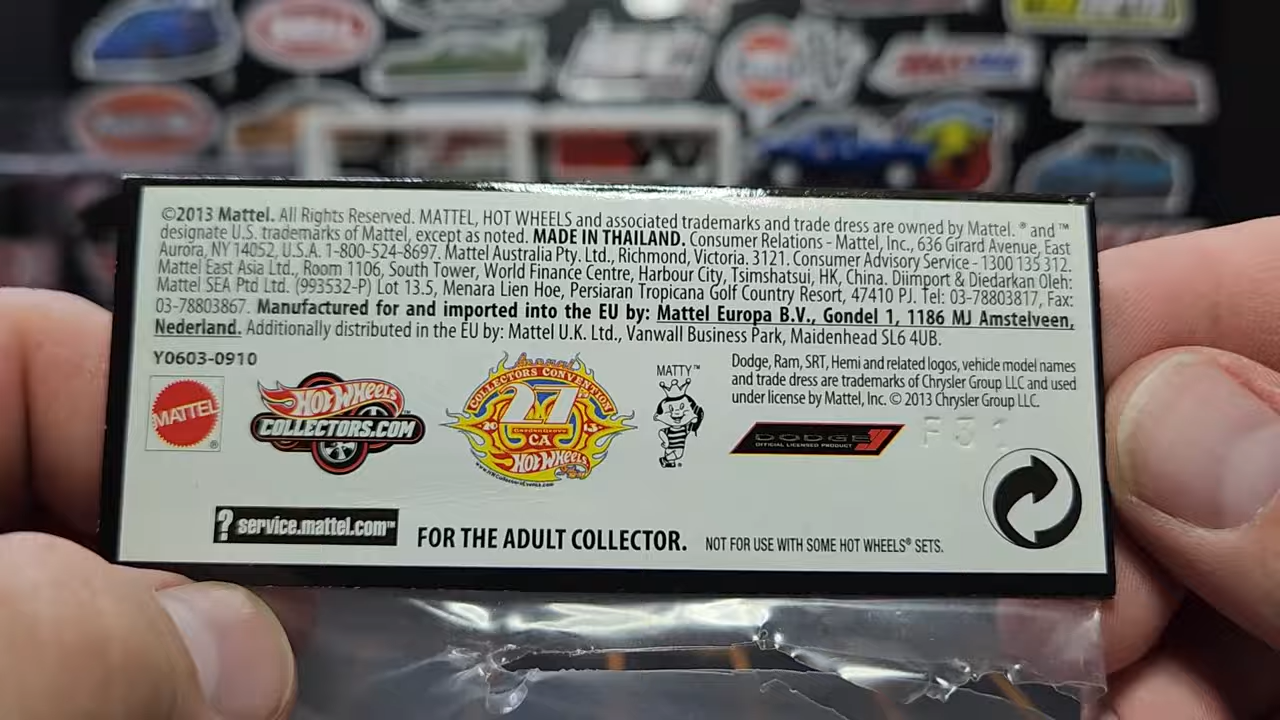 ©2013 Mattel. All Rights Reserved. MATTEL, HOT WHEELS and associated trademarks and trade dress are owned by Mattel. ® and ™
designate U.S. trademarks of Mattel, except as noted. MADE IN THAILAND. Consumer Relations - Mattel, Inc., 636 Girard Avenue, East
Aurora, NY 14052, U.S.A. 1-800-524-8697. Mattel Australia Pty. Ltd., Richmond, Victoria. 3121. Consumer Advisory Service - 1300 135 312.
Mattel East Asia Ltd., Room 1106, South Tower, World Finance Centre, Harbour City, Tsimshatsui, HK, China. Diimport & Diedarkan Oleh:
Mattel SEA Ptd Ltd. (993532-P) Lot 13.5, Menara Lien Hoe, Persiaran Tropicana Golf Country Resort, 47410 PJ. Tel: 03-78803817, Fax:
03-78803867. Manufactured for and imported into the EU by: Mattel Europa B.V., Gondel 1, 1186 MJ Amstelveen,
Nederland. Additionally distributed in the EU by: Mattel U.K. Ltd., Vanwall Business Park, Maidenhead SL6 4UB.
Y0603-0910
MATTEL ®
HOT WHEELS
COLLECTORS.COM™
COLLECTORS CONVENTION
27
2013
CA
HOT WHEELS
MATTY™
Dodge, Ram, SRT, Hemi and related logos, vehicle model names
and trade dress are trademarks of Chrysler Group LLC and used
under license by Mattel, Inc. © 2013 Chrysler Group LLC.
DODGE
OFFICIAL LICENSED PRODUCT
? service.mattel.com™
FOR THE ADULT COLLECTOR.
NOT FOR USE WITH SOME HOT WHEELS® SETS.